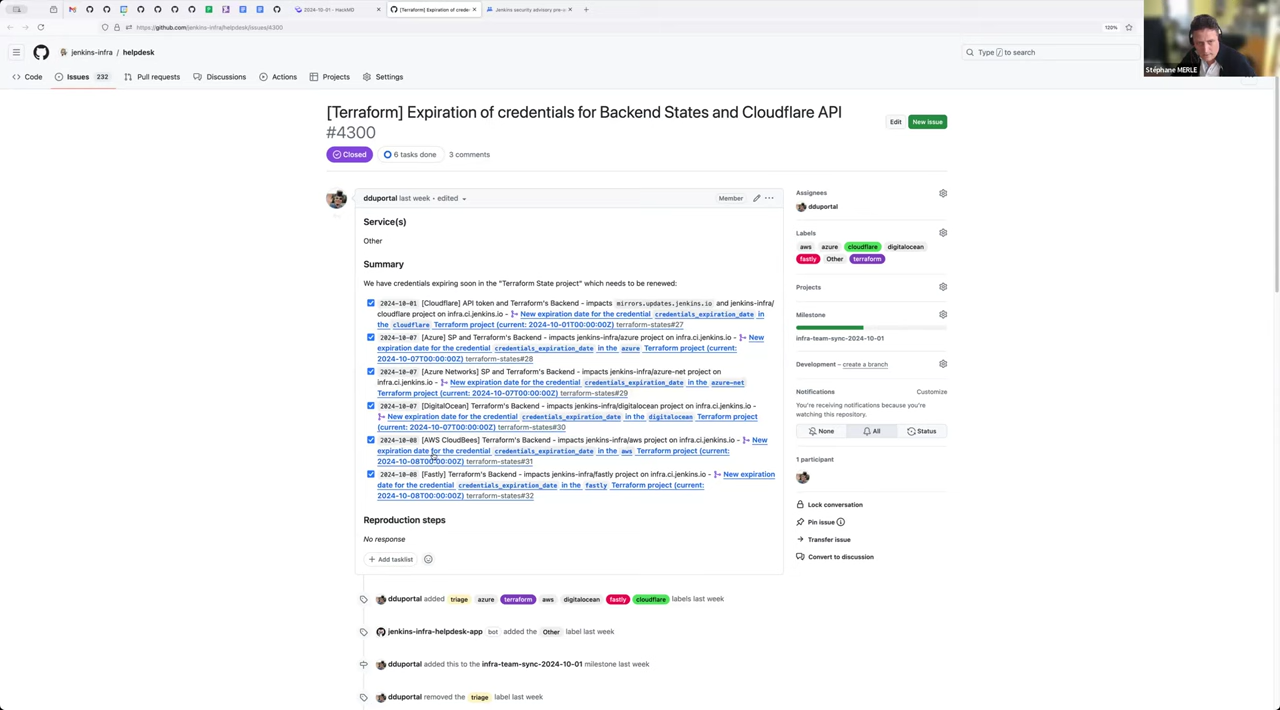 2024-10-01 - HackMD
[Terraform] Expiration of creden
Jenkins security advisory pre-a
https://github.com/jenkins-infra/helpdesk/issues/4300
120%
jenkins-infra / helpdesk
Type / to search
Stéphane MERLE
Code
Issues 232
Pull requests
Discussions
Actions
Projects
Settings
[Terraform] Expiration of credentials for Backend States and Cloudflare API
#4300
Edit
New issue
Closed
6 tasks done
3 comments
dduportal last week • edited
Member
Service(s)
Other
Summary
We have credentials expiring soon in the "Terraform State project" which needs to be renewed:
2024-10-01 [Cloudflare] API token and Terraform's Backend - impacts mirrors.updates.jenkins.io and jenkins-infra/
cloudflare project on infra.ci.jenkins.io - New expiration date for the credential credentials_expiration_date in
the cloudflare Terraform project (current: 2024-10-01T00:00:00Z) terraform-states#27
2024-10-07 [Azure] SP and Terraform's Backend - impacts jenkins-infra/azure project on infra.ci.jenkins.io - New
expiration date for the credential credentials_expiration_date in the azure Terraform project (current:
2024-10-07T00:00:00Z) terraform-states#28
2024-10-07 [Azure Networks] SP and Terraform's Backend - impacts jenkins-infra/azure-net project on
infra.ci.jenkins.io - New expiration date for the credential credentials_expiration_date in the azure-net
Terraform project (current: 2024-10-07T00:00:00Z) terraform-states#29
2024-10-07 [DigitalOcean] Terraform's Backend - impacts jenkins-infra/digitalocean project on infra.ci.jenkins.io -
New expiration date for the credential credentials_expiration_date in the digitalocean Terraform project
(current: 2024-10-07T00:00:00Z) terraform-states#30
2024-10-08 [AWS CloudBees] Terraform's Backend - impacts jenkins-infra/aws project on infra.ci.jenkins.io - New
expiration date for the credential credentials_expiration_date in the aws Terraform project (current:
2024-10-08T00:00:00Z) terraform-states#31
2024-10-08 [Fastly] Terraform's Backend - impacts jenkins-infra/fastly project on infra.ci.jenkins.io - New expiration
date for the credential credentials_expiration_date in the fastly Terraform project (current:
2024-10-08T00:00:00Z) terraform-states#32
Reproduction steps
No response
Add tasklist
dduportal added triage azure terraform aws digitalocean fastly cloudflare labels last week
jenkins-infra-helpdesk-app bot added the Other label last week
dduportal added this to the infra-team-sync-2024-10-01 milestone last week
dduportal removed the triage label last week
Assignees
dduportal
Labels
aws azure cloudflare digitalocean
fastly Other terraform
Projects
Milestone
infra-team-sync-2024-10-01
Development - create a branch
Notifications
Customize
You're receiving notifications because you're
watching this repository.
None
All
Status
1 participant
Lock conversation
Pin issue
Transfer issue
Convert to discussion